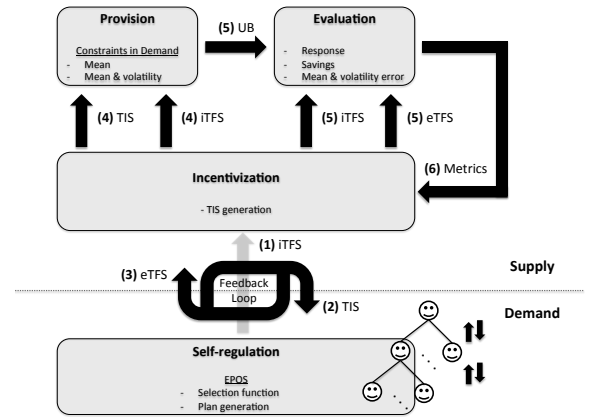 Provision
Constraints in Demand
- Mean
- Mean & volatility
(5) UB
Evaluation
- Response
- Savings
- Mean & volatility error
(4) TIS
(4) iTFS
(5) iTFS
(5) eTFS
(6) Metrics
Incentivization
- TIS generation
(1) iTFS
(3) eTFS
Feedback
Loop
(2) TIS
Supply
Demand
Self-regulation
EPOS
- Selection function
- Plan generation